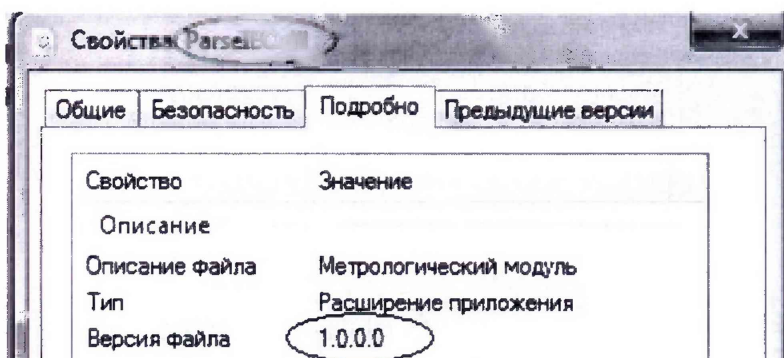 Свойства:
Общие Безопасность Подробно Предыдущие версии
Свойство Значение
Описание
Описание файла Метрологический модуль
Тип Расширение приложения
Версия файла 1.0.0.0